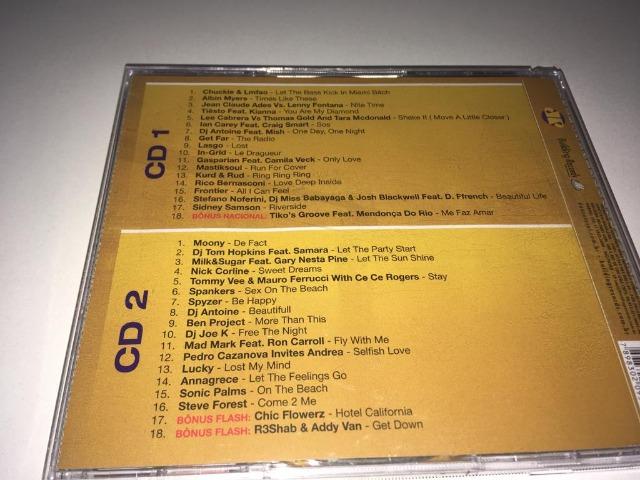 CD 1
1. Chuckie & Lmfao - Let The Bass Kick In Miami Bitch
2. Albin Myers - Times Like These
3. Jean Claude Ades Vs. Lenny Fontana - N'ite Time
4. Tiësto Feat. Kianna - You Are My Diamond
5. Lee Cabrera Vs Thomas Gold And Tara Mcdonald - Shake It ( Move A Little Closer )
6. Ian Carey Feat. Craig Smart - Sos
7. Dj Antoine Feat. Mish - One Day, One Night
8. Get Far - The Radio
9. Lasgo - Lost
10. In-Grid - Le Dragueur
11. Gasparian Feat. Camila Veck - Only Love
12. Mastiksoul - Run For Cover
13. Kurd & Rud - Ring Ring Ring
14. Rico Bernasconi - Love Deep Inside
15. Frontier - All I Can Feel
16. Stefano Noferini, Dj Miss Babayaga & Josh Blackwell Feat. D. Ffrench - Beautiful Life
17. Sidney Samson - Riverside
18. BÔNUS NACIONAL: Tiko's Groove Feat. Mendonça Do Rio - Me Faz Amar
CD 2
1. Moony - De Fact
2. Dj Tom Hopkins Feat. Samara - Let The Party Start
3. Milk&Sugar Feat. Gary Nesta Pine - Let The Sun Shine
4. Nick Corline - Sweet Dreams
5. Tommy Vee & Mauro Ferrucci With Ce Ce Rogers - Stay
6. Spankers - Sex On The Beach
7. Spyzer - Be Happy
8. Dj Antoine - Beautifull
9. Ben Project - More Than This
10. Dj Joe K - Free The Night
11. Mad Mark Feat. Ron Carroll - Fly With Me
12. Pedro Cazanova Invites Andrea - Selfish Love
13. Lucky - Lost My Mind
14. Annagrece - Let The Feelings Go
15. Sonic Palms - On The Beach
16. Steve Forest - Come 2 Me
17. BÔNUS FLASH: Chic Flowerz - Hotel California
18. BÔNUS FLASH: R3Shab & Addy Van - Get Down